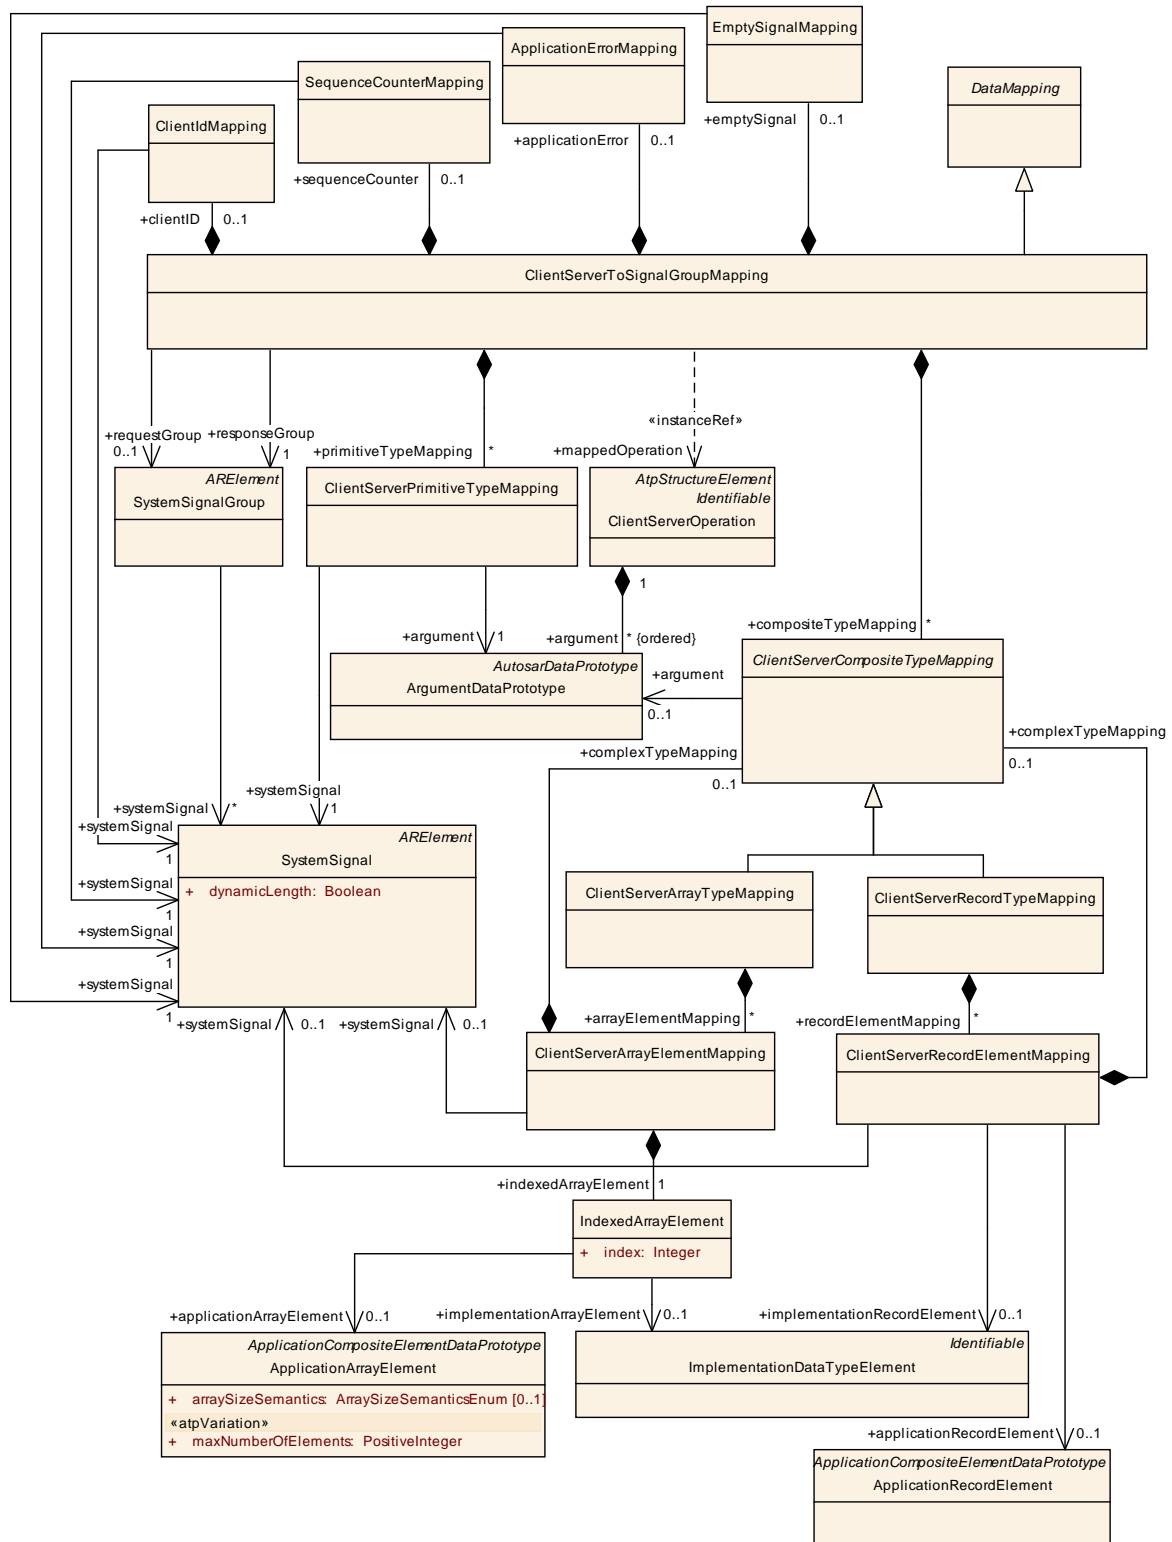 EmptySignalMapping
ApplicationErrorMapping
SequenceCounterMapping
DataMapping
ClientIdMapping
+emptySignal 0..1
+applicationError 0..1
+sequenceCounter 0..1
+clientID 0..1
ClientServerToSignalGroupMapping
«instanceRef»
+requestGroup
0..1
+responseGroup
1
+primitiveTypeMapping *
+mappedOperation
ARElement
SystemSignalGroup
ClientServerPrimitiveTypeMapping
AtpStructureElement
Identifiable
ClientServerOperation
1
+compositeTypeMapping *
+argument 1
+argument * {ordered}
AutosarDataPrototype
ArgumentDataPrototype
ClientServerCompositeTypeMapping
+argument
0..1
+complexTypeMapping
0..1
+complexTypeMapping
0..1
+systemSignal
1
+systemSignal *
+systemSignal
1
ARElement
SystemSignal
+ dynamicLength: Boolean
+systemSignal
1
+systemSignal
1
+systemSignal
1
ClientServerArrayTypeMapping
ClientServerRecordTypeMapping
+systemSignal 0..1
+systemSignal 0..1
+arrayElementMapping *
+recordElementMapping *
ClientServerArrayElementMapping
ClientServerRecordElementMapping
+indexedArrayElement 1
IndexedArrayElement
+ index: Integer
+applicationArrayElement 0..1
+implementationArrayElement 0..1
+implementationRecordElement 0..1
ApplicationCompositeElementDataPrototype
ApplicationArrayElement
+ arraySizeSemantics: ArraySizeSemanticsEnum [0..1]
«atpVariation»
+ maxNumberOfElements: PositiveInteger
Identifiable
ImplementationDataTypeElement
+applicationRecordElement 0..1
ApplicationCompositeElementDataPrototype
ApplicationRecordElement